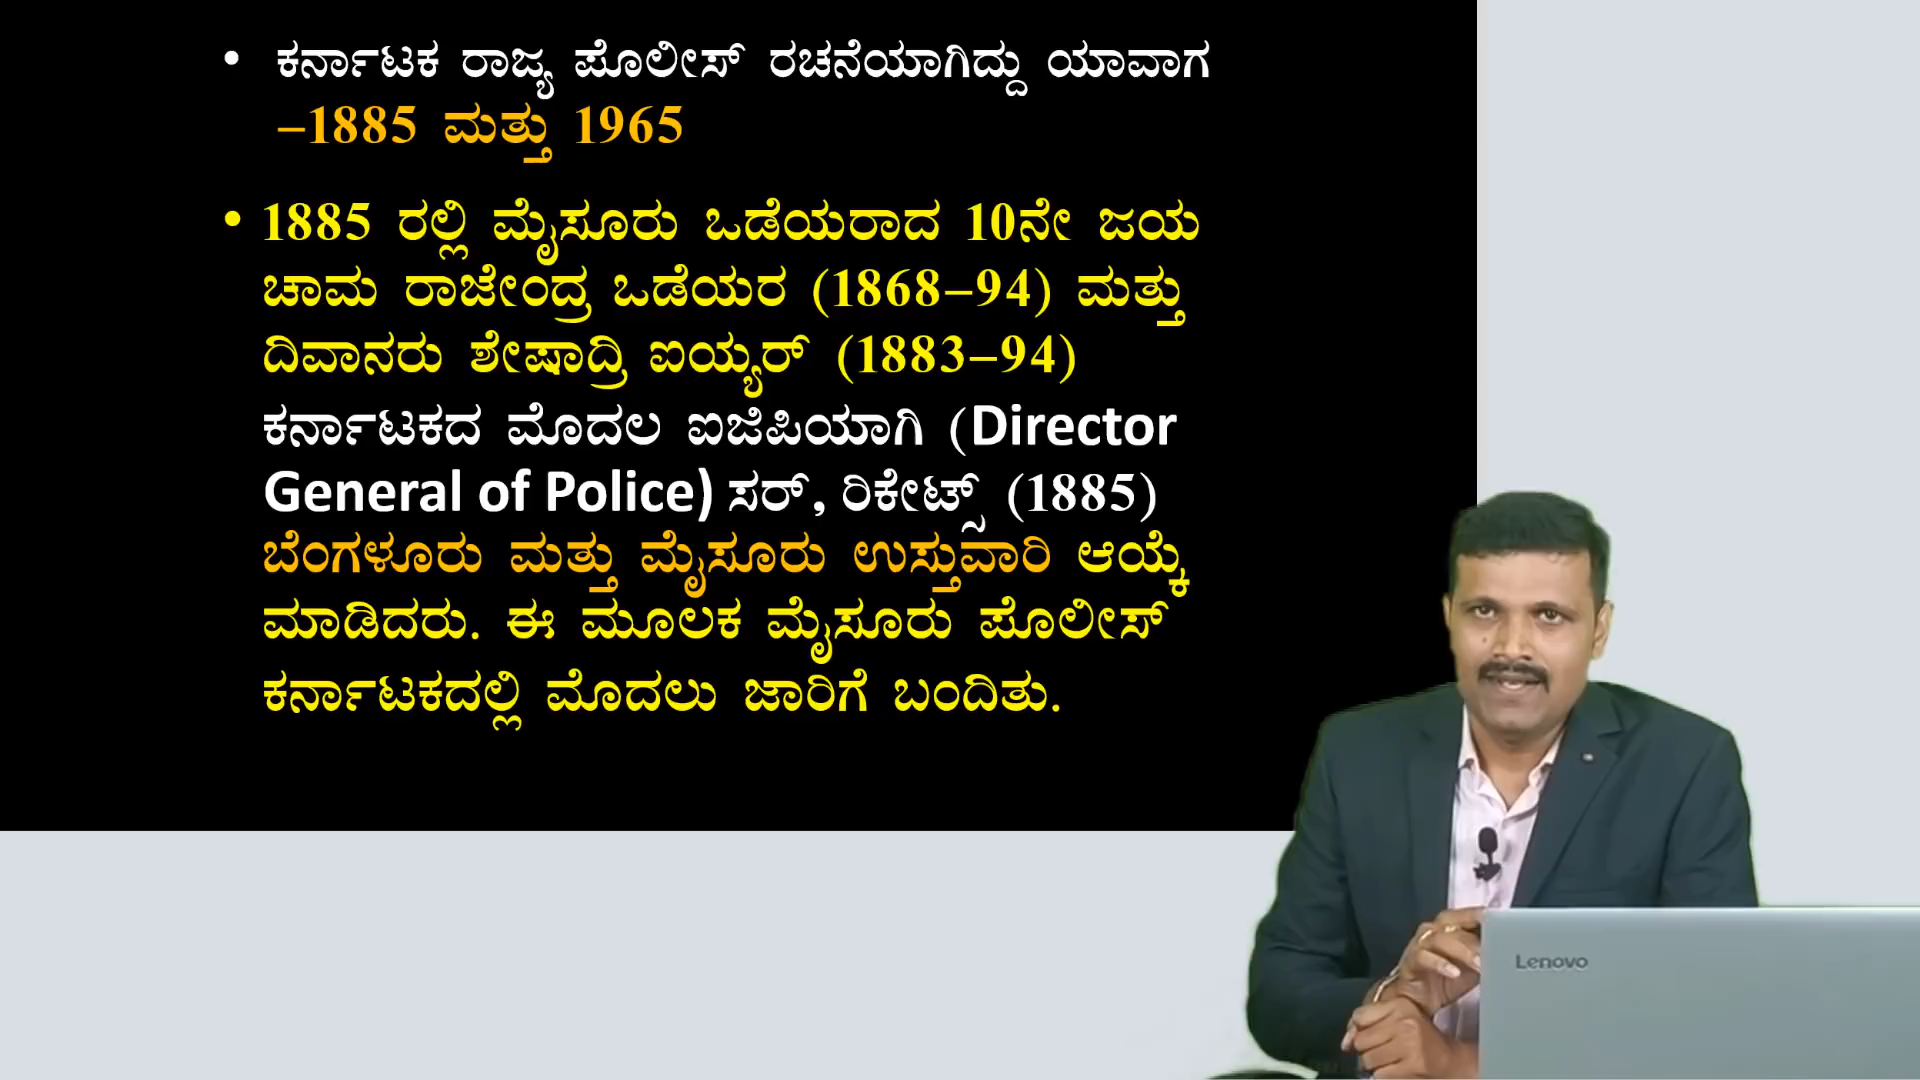 • ಕರ್ನಾಟಕ ರಾಜ್ಯ ಪೊಲೀಸ್ ರಚನೆಯಾಗಿದ್ದು ಯಾವಾಗ
–1885 ಮತ್ತು 1965
• 1885 ರಲ್ಲಿ ಮೈಸೂರು ಒಡೆಯರಾದ 10ನೇ ಜಯ
ಚಾಮ ರಾಜೇಂದ್ರ ಒಡೆಯರ (1868–94) ಮತ್ತು
ದಿವಾನರು ಶೇಷಾದ್ರಿ ಐಯ್ಯರ್ (1883–94)
ಕರ್ನಾಟಕದ ಮೊದಲ ಐಜಿಪಿಯಾಗಿ (Director
General of Police) ಸರ್, ರಿಕೇಟ್ಸ್ (1885)
ಬೆಂಗಳೂರು ಮತ್ತು ಮೈಸೂರು ಉಸ್ತುವಾರಿ ಆಯ್ಕೆ
ಮಾಡಿದರು. ಈ ಮೂಲಕ ಮೈಸೂರು ಪೊಲೀಸ್
ಕರ್ನಾಟಕದಲ್ಲಿ ಮೊದಲು ಜಾರಿಗೆ ಬಂದಿತು.
Lenovo